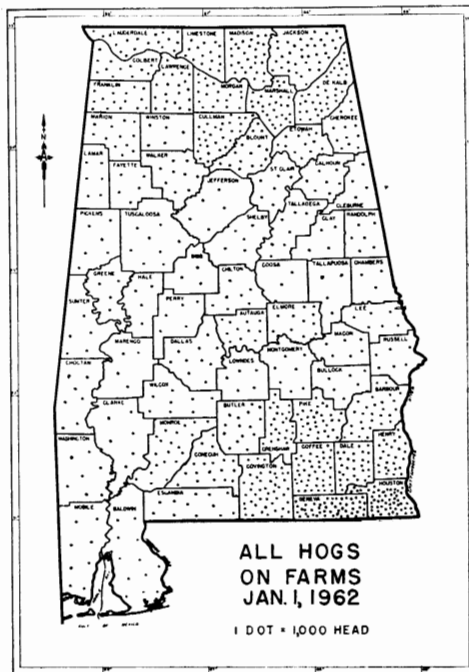 LAUDERDALE LIMESTONE MADISON JACKSON
COLBERT LAWRENCE
FRANKLIN MORGAN MARSHALL DE KALB
MARION WINSTON CULLMAN ETOWAH CHEROKEE
BLOUNT
LAMAR FAYETTE WALKER
ST CLAIR CALHOUN
JEFFERSON
TALLADEGA CLEBURNE
PICKENS TUSCALOOSA SHELBY CLAY RANDOLPH
BIBB
GREENE HALE CHILTON COOSA TALLAPOOSA CHAMBERS
SUMTER PERRY
AUTAUGA ELMORE LEE
MARENGO DALLAS MACON RUSSELL
LOWNDES MONTGOMERY
CHOCTAW BULLOCK
WILCOX BARBOUR
CLARKE BUTLER PIKE
MONROE
WASHINGTON CONECUH CRENSHAW COFFEE DALE HENRY
COVINGTON
ESCAMBIA GENEVA HOUSTON
MOBILE BALDWIN
ALL HOGS
ON FARMS
JAN. 1, 1962
1 DOT = 1,000 HEAD
GULF OF MEXICO